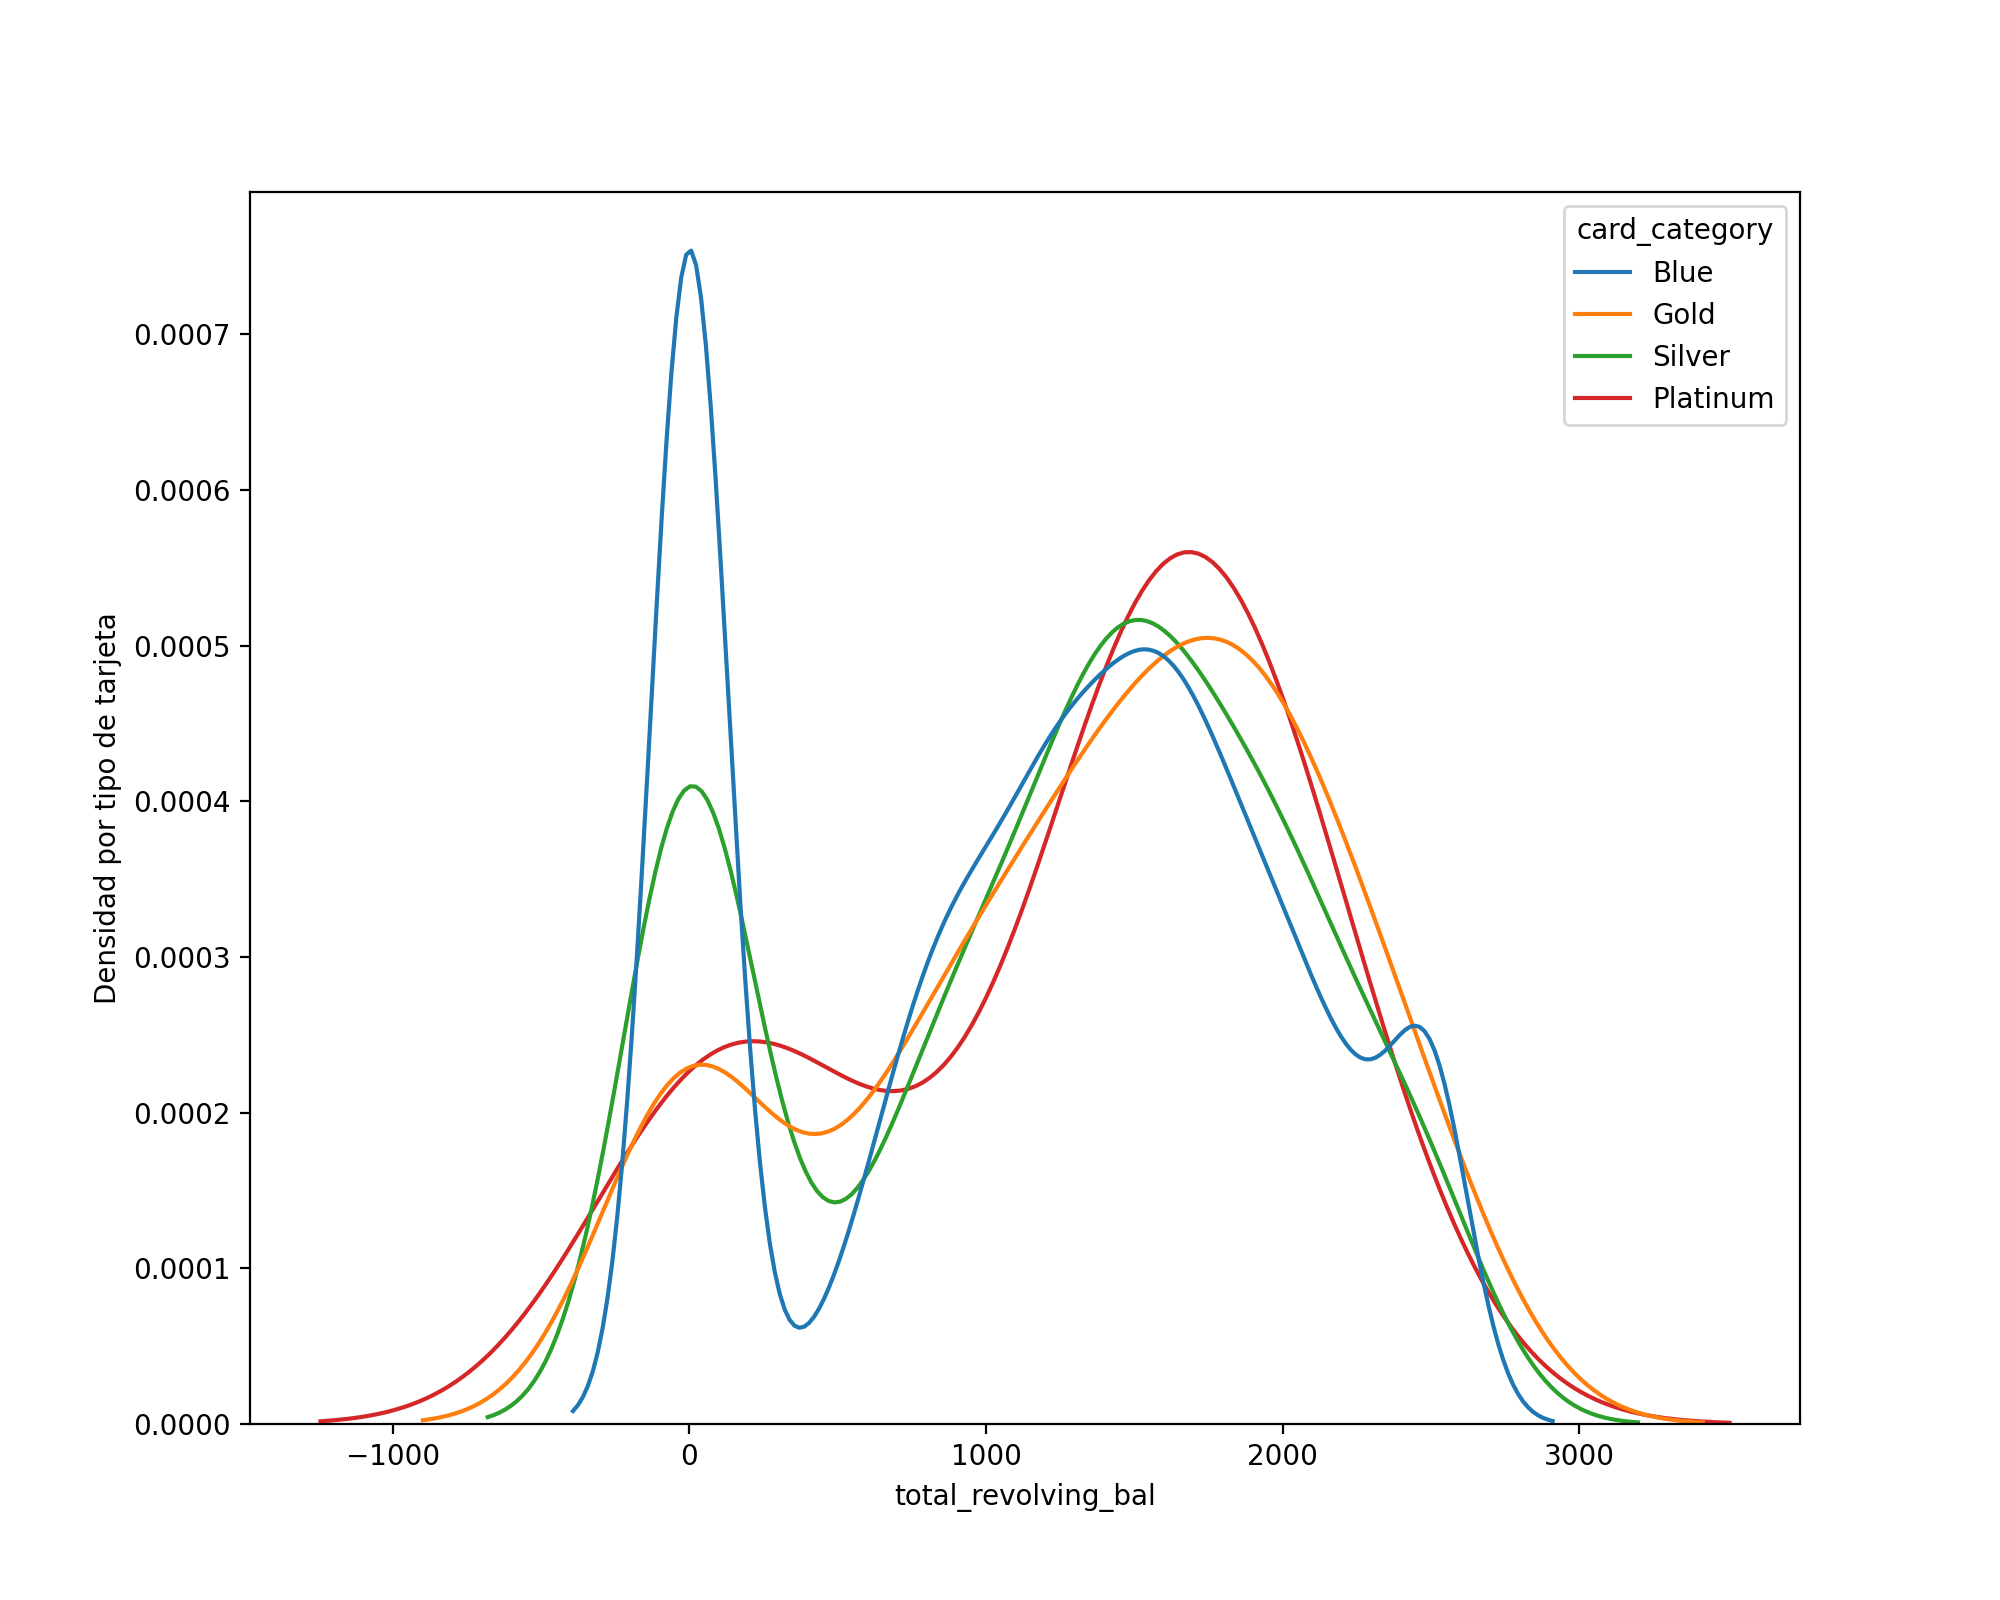 card_category
Blue
Gold
Silver
Platinum
Densidad por tipo de tarjeta
0.0007
0.0006
0.0005
0.0004
0.0003
0.0002
0.0001
0.0000
−1000 0 1000 2000 3000
total_revolving_bal